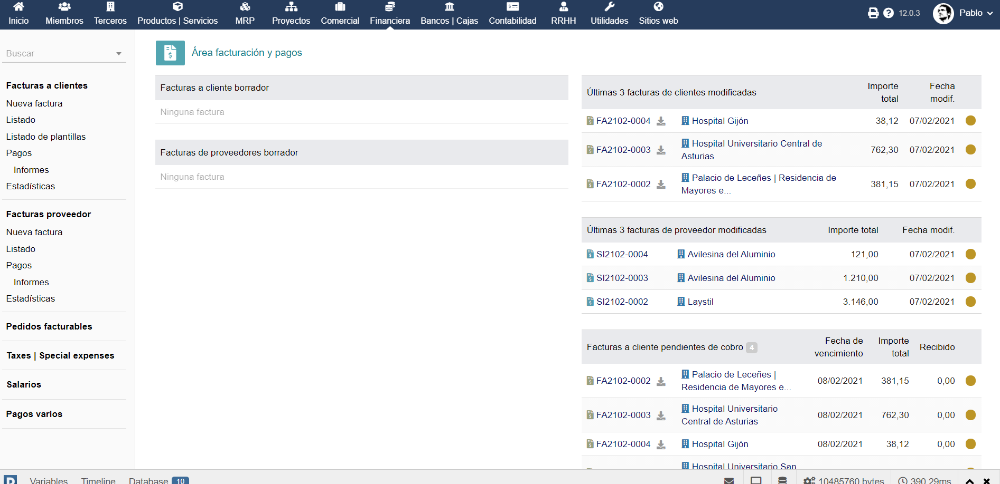 Inicio Miembros Terceros Productos | Servicios MRP Proyectos Comercial Financiera Bancos | Cajas Contabilidad RRHH Utilidades Sitios web 12.0.3 Pablo
Buscar
Facturas a clientes
Nueva factura
Listado
Listado de plantillas
Pagos
Informes
Estadísticas
Facturas proveedor
Nueva factura
Listado
Pagos
Informes
Estadísticas
Pedidos facturables
Taxes | Special expenses
Salarios
Pagos varios
Área facturación y pagos
Facturas a cliente borrador
Ninguna factura
Facturas de proveedores borrador
Ninguna factura
Últimas 3 facturas de clientes modificadas Importe total Fecha modif.
FA2102-0004 Hospital Gijón 38,12 07/02/2021
FA2102-0003 Hospital Universitario Central de Asturias 762,30 07/02/2021
FA2102-0002 Palacio de Leceñes | Residencia de Mayores e... 381,15 07/02/2021
Últimas 3 facturas de proveedor modificadas Importe total Fecha modif.
SI2102-0004 Avilesina del Aluminio 121,00 07/02/2021
SI2102-0003 Avilesina del Aluminio 1.210,00 07/02/2021
SI2102-0002 Laystil 3.146,00 07/02/2021
Facturas a cliente pendientes de cobro 4 Fecha de vencimiento Importe total Recibido
FA2102-0002 Palacio de Leceñes | Residencia de Mayores e... 08/02/2021 381,15 0,00
FA2102-0003 Hospital Universitario Central de Asturias 08/02/2021 762,30 0,00
FA2102-0004 Hospital Gijón 08/02/2021 38,12 0,00
Hospital Universitario San
Variables Timeline Database 10 10485760 bytes 390.29ms